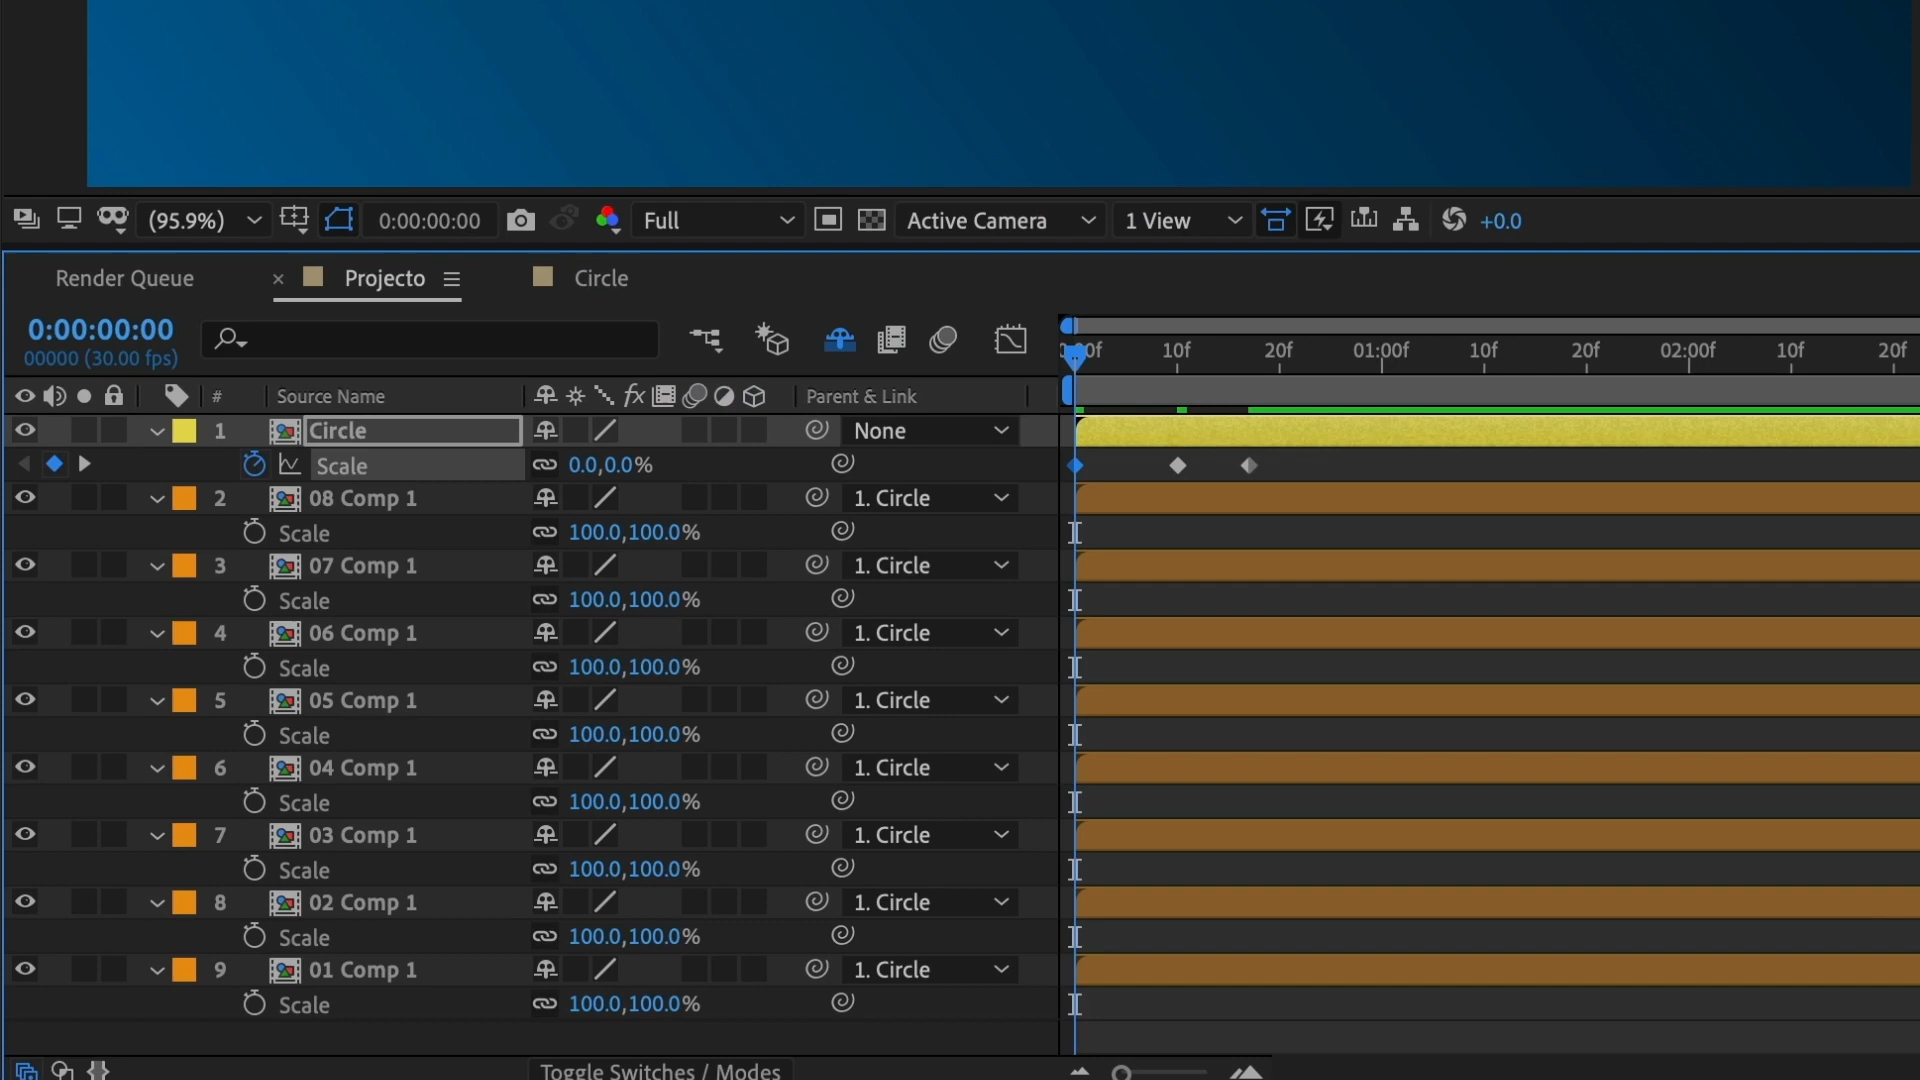 (95.9%) 0:00:00:00 Full Active Camera 1 View +0.0
Render Queue × Projecto Circle
0:00:00:00
00000 (30.00 fps)
10f 20f 01:00f 10f 20f 02:00f 10f 20f
# Source Name fx Parent & Link
1 Circle None
Scale 0.0,0.0%
2 08 Comp 1 1. Circle
Scale 100.0,100.0%
3 07 Comp 1 1. Circle
Scale 100.0,100.0%
4 06 Comp 1 1. Circle
Scale 100.0,100.0%
5 05 Comp 1 1. Circle
Scale 100.0,100.0%
6 04 Comp 1 1. Circle
Scale 100.0,100.0%
7 03 Comp 1 1. Circle
Scale 100.0,100.0%
8 02 Comp 1 1. Circle
Scale 100.0,100.0%
9 01 Comp 1 1. Circle
Scale 100.0,100.0%
Toggle Switches / Modes